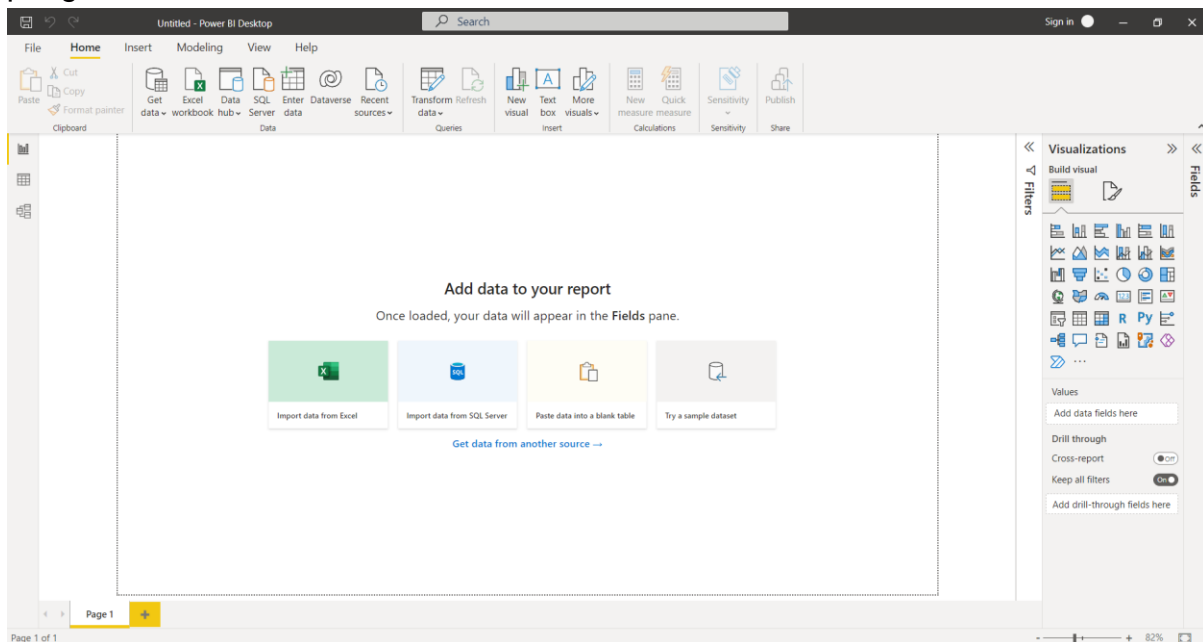 Untitled - Power BI Desktop
Search
Sign in
File Home Insert Modeling View Help
Paste
Cut
Copy
Format painter
Clipboard
Get data
Excel workbook
Data hub
SQL Server
Enter data
Dataverse
Recent sources
Data
Transform data
Refresh
Queries
New visual
Text box
More visuals
Insert
New measure
Quick measure
Calculations
Sensitivity
Sensitivity
Publish
Share
Filters
Visualizations
Build visual
Fields
R Py
123
Values
Add data fields here
Drill through
Cross-report
Off
Keep all filters
On
Add drill-through fields here
Add data to your report
Once loaded, your data will appear in the Fields pane.
SQL
Import data from Excel
Import data from SQL Server
Paste data into a blank table
Try a sample dataset
Get data from another source →
Page 1
Page 1 of 1
82%